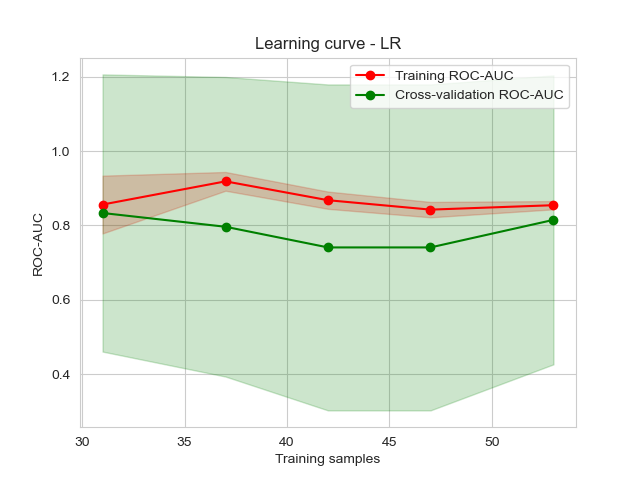 Learning curve - LR
Training ROC-AUC
Cross-validation ROC-AUC
ROC-AUC
1.2
1.0
0.8
0.6
0.4
30 35 40 45 50
Training samples